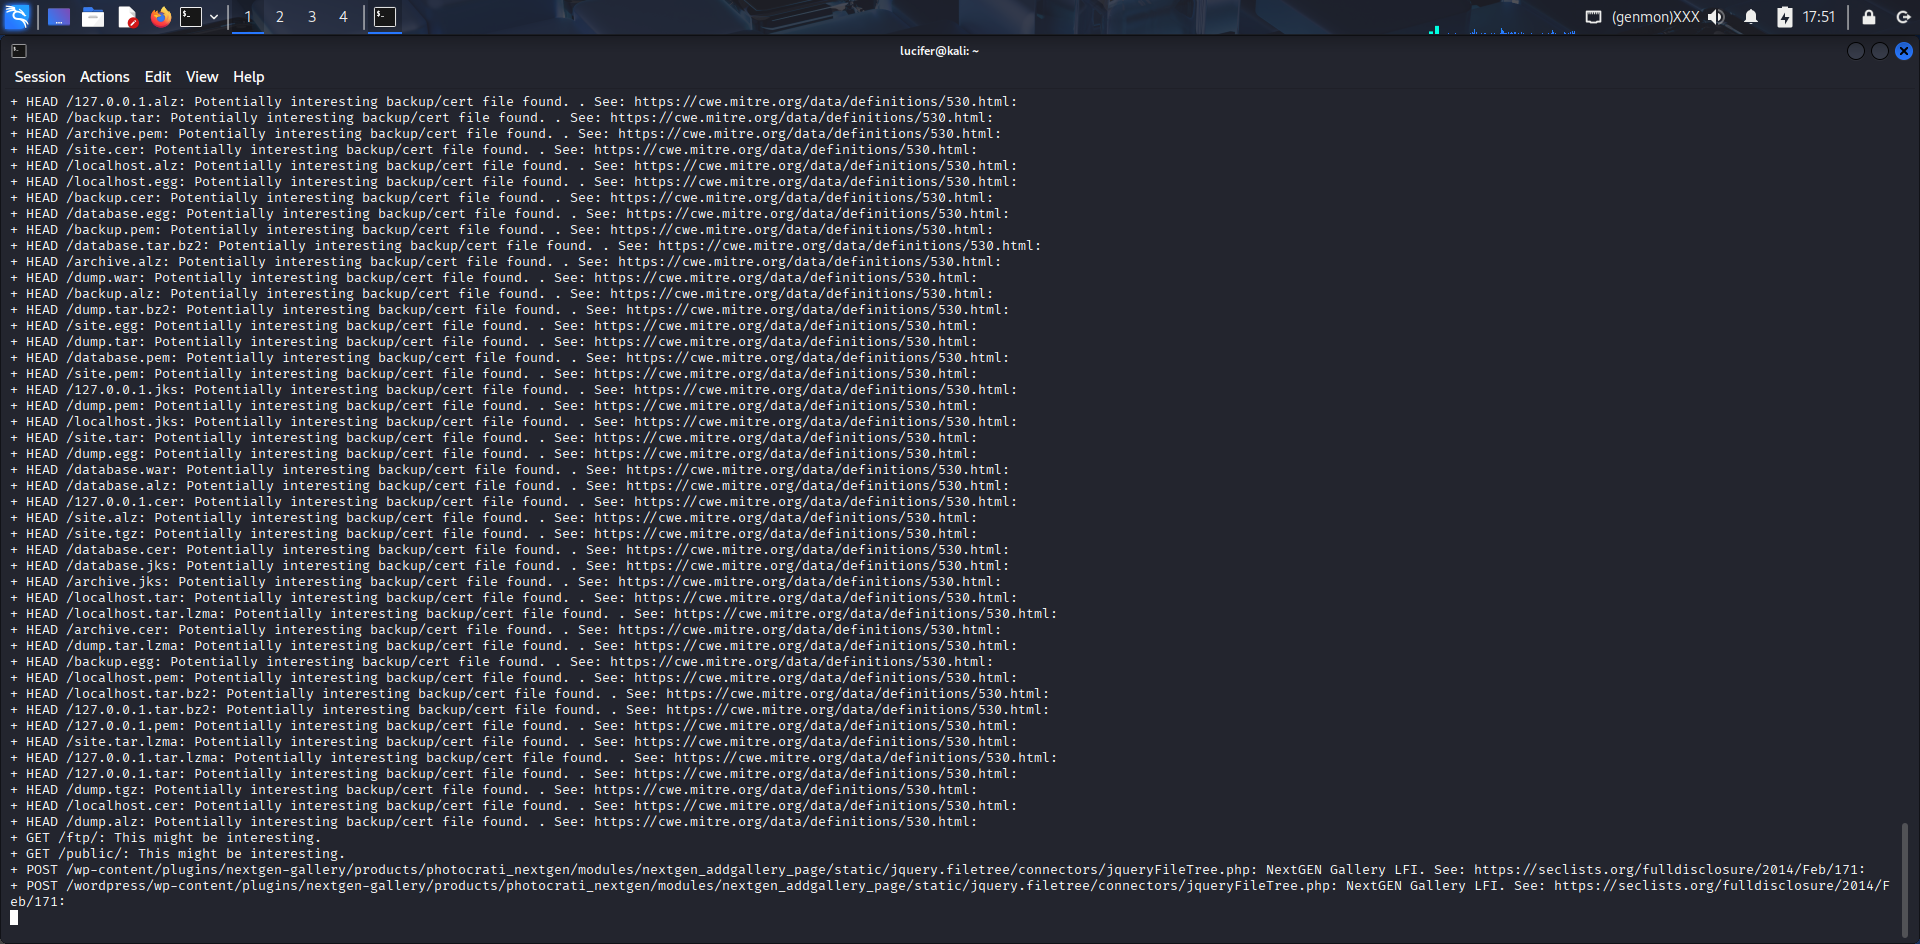 1 2 3 4 (genmon)XXX 17:51
lucifer@kali: ~
Session Actions Edit View Help
+ HEAD /127.0.0.1.alz: Potentially interesting backup/cert file found. . See: https://cwe.mitre.org/data/definitions/530.html:
+ HEAD /backup.tar: Potentially interesting backup/cert file found. . See: https://cwe.mitre.org/data/definitions/530.html:
+ HEAD /archive.pem: Potentially interesting backup/cert file found. . See: https://cwe.mitre.org/data/definitions/530.html:
+ HEAD /site.cer: Potentially interesting backup/cert file found. . See: https://cwe.mitre.org/data/definitions/530.html:
+ HEAD /localhost.alz: Potentially interesting backup/cert file found. . See: https://cwe.mitre.org/data/definitions/530.html:
+ HEAD /localhost.egg: Potentially interesting backup/cert file found. . See: https://cwe.mitre.org/data/definitions/530.html:
+ HEAD /backup.cer: Potentially interesting backup/cert file found. . See: https://cwe.mitre.org/data/definitions/530.html:
+ HEAD /database.egg: Potentially interesting backup/cert file found. . See: https://cwe.mitre.org/data/definitions/530.html:
+ HEAD /backup.pem: Potentially interesting backup/cert file found. . See: https://cwe.mitre.org/data/definitions/530.html:
+ HEAD /database.tar.bz2: Potentially interesting backup/cert file found. . See: https://cwe.mitre.org/data/definitions/530.html:
+ HEAD /archive.alz: Potentially interesting backup/cert file found. . See: https://cwe.mitre.org/data/definitions/530.html:
+ HEAD /dump.war: Potentially interesting backup/cert file found. . See: https://cwe.mitre.org/data/definitions/530.html:
+ HEAD /backup.alz: Potentially interesting backup/cert file found. . See: https://cwe.mitre.org/data/definitions/530.html:
+ HEAD /dump.tar.bz2: Potentially interesting backup/cert file found. . See: https://cwe.mitre.org/data/definitions/530.html:
+ HEAD /site.egg: Potentially interesting backup/cert file found. . See: https://cwe.mitre.org/data/definitions/530.html:
+ HEAD /dump.tar: Potentially interesting backup/cert file found. . See: https://cwe.mitre.org/data/definitions/530.html:
+ HEAD /database.pem: Potentially interesting backup/cert file found. . See: https://cwe.mitre.org/data/definitions/530.html:
+ HEAD /site.pem: Potentially interesting backup/cert file found. . See: https://cwe.mitre.org/data/definitions/530.html:
+ HEAD /127.0.0.1.jks: Potentially interesting backup/cert file found. . See: https://cwe.mitre.org/data/definitions/530.html:
+ HEAD /dump.pem: Potentially interesting backup/cert file found. . See: https://cwe.mitre.org/data/definitions/530.html:
+ HEAD /localhost.jks: Potentially interesting backup/cert file found. . See: https://cwe.mitre.org/data/definitions/530.html:
+ HEAD /site.tar: Potentially interesting backup/cert file found. . See: https://cwe.mitre.org/data/definitions/530.html:
+ HEAD /dump.egg: Potentially interesting backup/cert file found. . See: https://cwe.mitre.org/data/definitions/530.html:
+ HEAD /database.war: Potentially interesting backup/cert file found. . See: https://cwe.mitre.org/data/definitions/530.html:
+ HEAD /database.alz: Potentially interesting backup/cert file found. . See: https://cwe.mitre.org/data/definitions/530.html:
+ HEAD /127.0.0.1.cer: Potentially interesting backup/cert file found. . See: https://cwe.mitre.org/data/definitions/530.html:
+ HEAD /site.alz: Potentially interesting backup/cert file found. . See: https://cwe.mitre.org/data/definitions/530.html:
+ HEAD /site.tgz: Potentially interesting backup/cert file found. . See: https://cwe.mitre.org/data/definitions/530.html:
+ HEAD /database.cer: Potentially interesting backup/cert file found. . See: https://cwe.mitre.org/data/definitions/530.html:
+ HEAD /database.jks: Potentially interesting backup/cert file found. . See: https://cwe.mitre.org/data/definitions/530.html:
+ HEAD /archive.jks: Potentially interesting backup/cert file found. . See: https://cwe.mitre.org/data/definitions/530.html:
+ HEAD /localhost.tar: Potentially interesting backup/cert file found. . See: https://cwe.mitre.org/data/definitions/530.html:
+ HEAD /localhost.tar.lzma: Potentially interesting backup/cert file found. . See: https://cwe.mitre.org/data/definitions/530.html:
+ HEAD /archive.cer: Potentially interesting backup/cert file found. . See: https://cwe.mitre.org/data/definitions/530.html:
+ HEAD /dump.tar.lzma: Potentially interesting backup/cert file found. . See: https://cwe.mitre.org/data/definitions/530.html:
+ HEAD /backup.egg: Potentially interesting backup/cert file found. . See: https://cwe.mitre.org/data/definitions/530.html:
+ HEAD /localhost.pem: Potentially interesting backup/cert file found. . See: https://cwe.mitre.org/data/definitions/530.html:
+ HEAD /localhost.tar.bz2: Potentially interesting backup/cert file found. . See: https://cwe.mitre.org/data/definitions/530.html:
+ HEAD /127.0.0.1.tar.bz2: Potentially interesting backup/cert file found. . See: https://cwe.mitre.org/data/definitions/530.html:
+ HEAD /127.0.0.1.pem: Potentially interesting backup/cert file found. . See: https://cwe.mitre.org/data/definitions/530.html:
+ HEAD /site.tar.lzma: Potentially interesting backup/cert file found. . See: https://cwe.mitre.org/data/definitions/530.html:
+ HEAD /127.0.0.1.tar.lzma: Potentially interesting backup/cert file found. . See: https://cwe.mitre.org/data/definitions/530.html:
+ HEAD /127.0.0.1.tar: Potentially interesting backup/cert file found. . See: https://cwe.mitre.org/data/definitions/530.html:
+ HEAD /dump.tgz: Potentially interesting backup/cert file found. . See: https://cwe.mitre.org/data/definitions/530.html:
+ HEAD /localhost.cer: Potentially interesting backup/cert file found. . See: https://cwe.mitre.org/data/definitions/530.html:
+ HEAD /dump.alz: Potentially interesting backup/cert file found. . See: https://cwe.mitre.org/data/definitions/530.html:
+ GET /ftp/: This might be interesting.
+ GET /public/: This might be interesting.
+ POST /wp-content/plugins/nextgen-gallery/products/photocrati_nextgen/modules/nextgen_addgallery_page/static/jquery.filetree/connectors/jqueryFileTree.php: NextGEN Gallery LFI. See: https://seclists.org/fulldisclosure/2014/Feb/171:
+ POST /wordpress/wp-content/plugins/nextgen-gallery/products/photocrati_nextgen/modules/nextgen_addgallery_page/static/jquery.filetree/connectors/jqueryFileTree.php: NextGEN Gallery LFI. See: https://seclists.org/fulldisclosure/2014/F
eb/171: